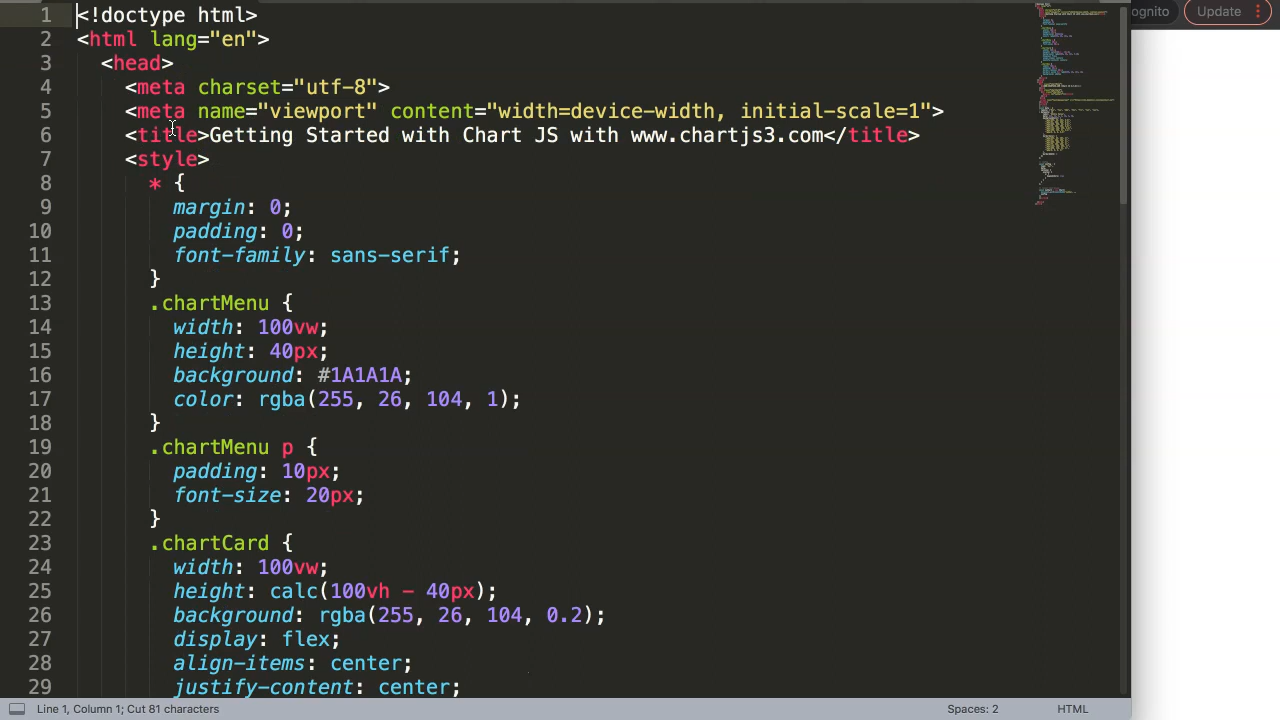 1 <!doctype html>
2 <html lang="en">
3 <head>
4 <meta charset="utf-8">
5 <meta name="viewport" content="width=device-width, initial-scale=1">
6 <title>Getting Started with Chart JS with www.chartjs3.com</title>
7 <style>
8 * {
9 margin: 0;
10 padding: 0;
11 font-family: sans-serif;
12 }
13 .chartMenu {
14 width: 100vw;
15 height: 40px;
16 background: #1A1A1A;
17 color: rgba(255, 26, 104, 1);
18 }
19 .chartMenu p {
20 padding: 10px;
21 font-size: 20px;
22 }
23 .chartCard {
24 width: 100vw;
25 height: calc(100vh - 40px);
26 background: rgba(255, 26, 104, 0.2);
27 display: flex;
28 align-items: center;
29 justify-content: center;
ognito Update
Line 1, Column 1; Cut 81 characters
Spaces: 2
HTML